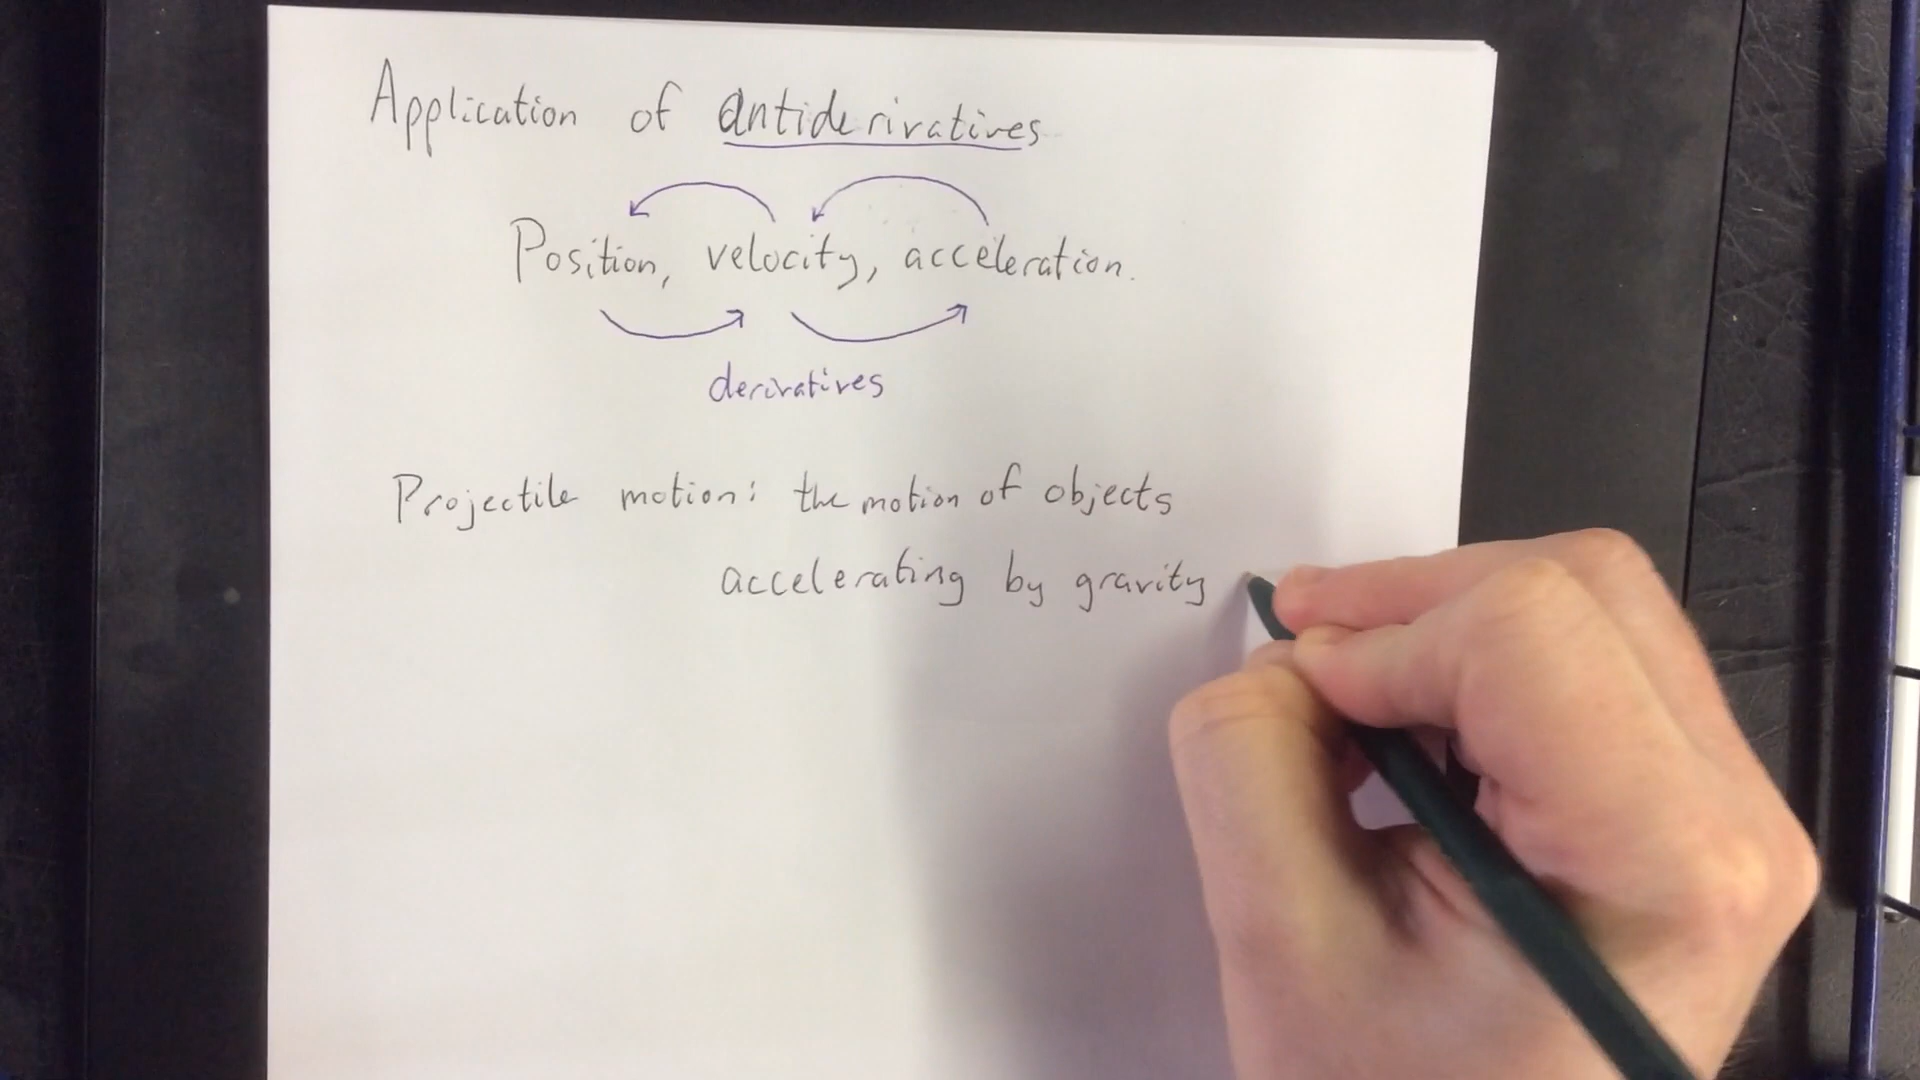 Application of antiderivatives
Position, velocity, acceleration.
derivatives
Projectile motion: the motion of objects
accelerating by gravity